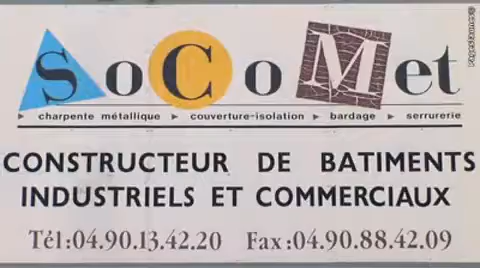 SoCoMet
▸ charpente métallique ▸ couverture-isolation ▸ bardage ▸ serrurerie
CONSTRUCTEUR DE BATIMENTS
INDUSTRIELS ET COMMERCIAUX
Tél:04.90.13.42.20 Fax:04.90.88.42.09